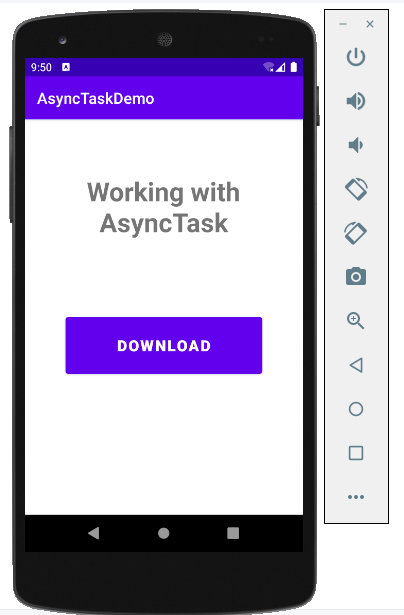 9:50
AsyncTaskDemo
Working with
AsyncTask
DOWNLOAD